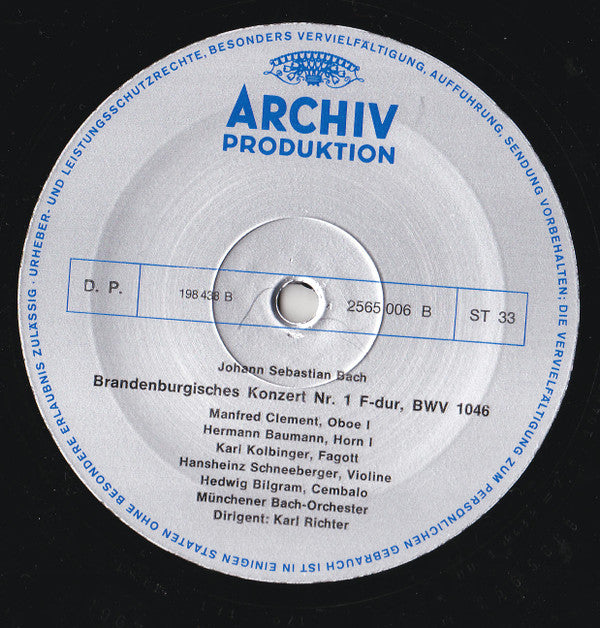 URHEBER- UND LEISTUNGSSCHUTZRECHTE, BESONDERS VERVIELFÄLTIGUNG, AUFFÜHRUNG, SENDUNG VORBEHALTEN; DIE VERVIELFÄLTIGUNG ZUM PERSÖNLICHEN GEBRAUCH IST IN EINIGEN STAATEN OHNE BESONDERE ERLAUBNIS ZULÄSSIG ·
ARCHIV
PRODUKTION
D. P. 198 438 B 2565 006 B ST 33
Johann Sebastian Bach
Brandenburgisches Konzert Nr. 1 F-dur, BWV 1046
Manfred Clement, Oboe I
Hermann Baumann, Horn I
Karl Kolbinger, Fagott
Hansheinz Schneeberger, Violine
Hedwig Bilgram, Cembalo
Münchener Bach-Orchester
Dirigent: Karl Richter